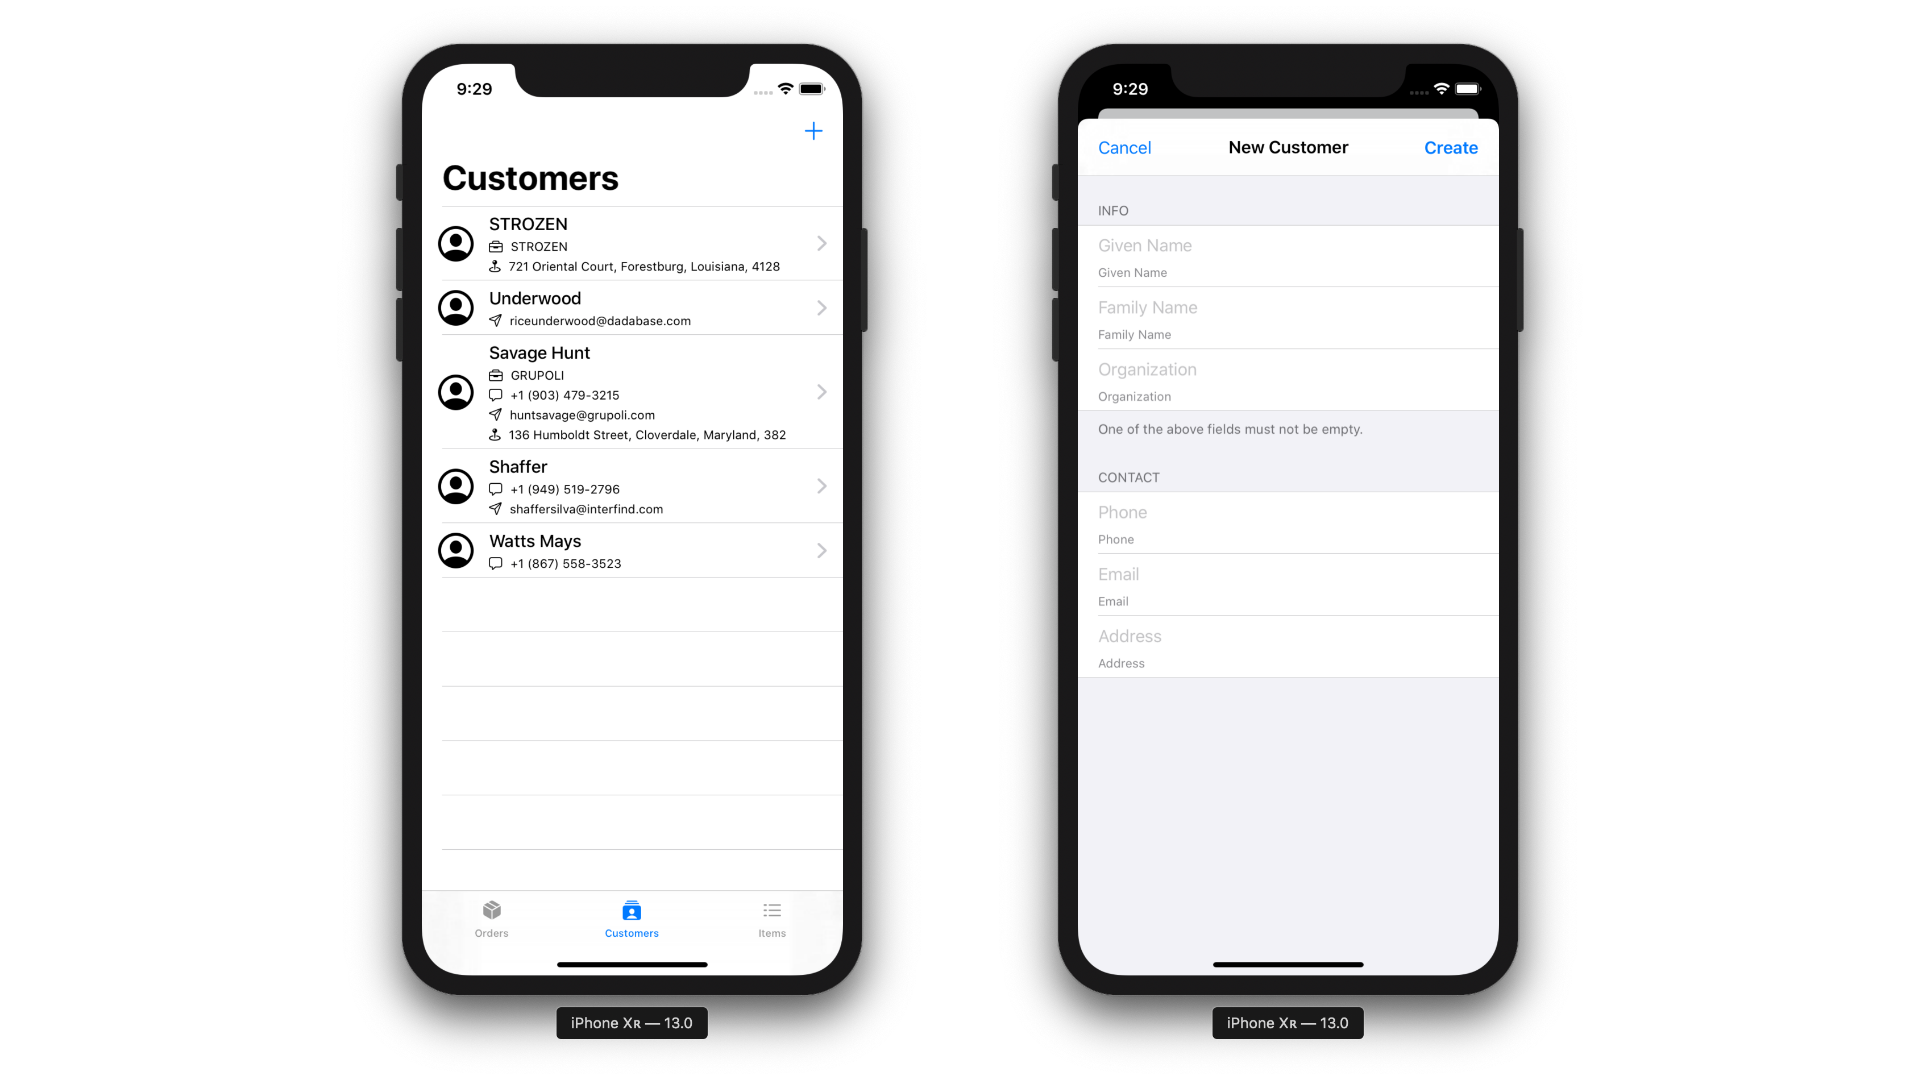 9:29
Customers
STROZEN
STROZEN
721 Oriental Court, Forestburg, Louisiana, 4128
Underwood
riceunderwood@dadabase.com
Savage Hunt
GRUPOLI
+1 (903) 479-3215
huntsavage@grupoli.com
136 Humboldt Street, Cloverdale, Maryland, 382
Shaffer
+1 (949) 519-2796
shaffersilva@interfind.com
Watts Mays
+1 (867) 558-3523
Orders Customers Items
iPhone Xʀ — 13.0
9:29
Cancel New Customer Create
INFO
Given Name
Given Name
Family Name
Family Name
Organization
Organization
One of the above fields must not be empty.
CONTACT
Phone
Phone
Email
Email
Address
Address
iPhone Xʀ — 13.0